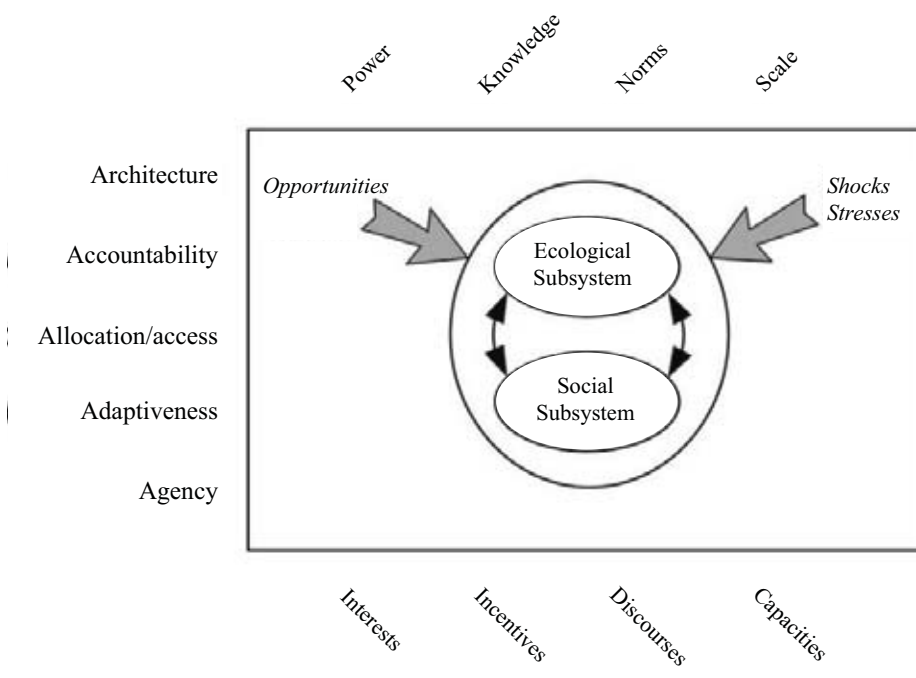 Power
Knowledge
Norms
Scale
Architecture
Accountability
Allocation/access
Adaptiveness
Agency
Opportunities
Shocks
Stresses
Ecological
Subsystem
Social
Subsystem
Interests
Incentives
Discourses
Capacities